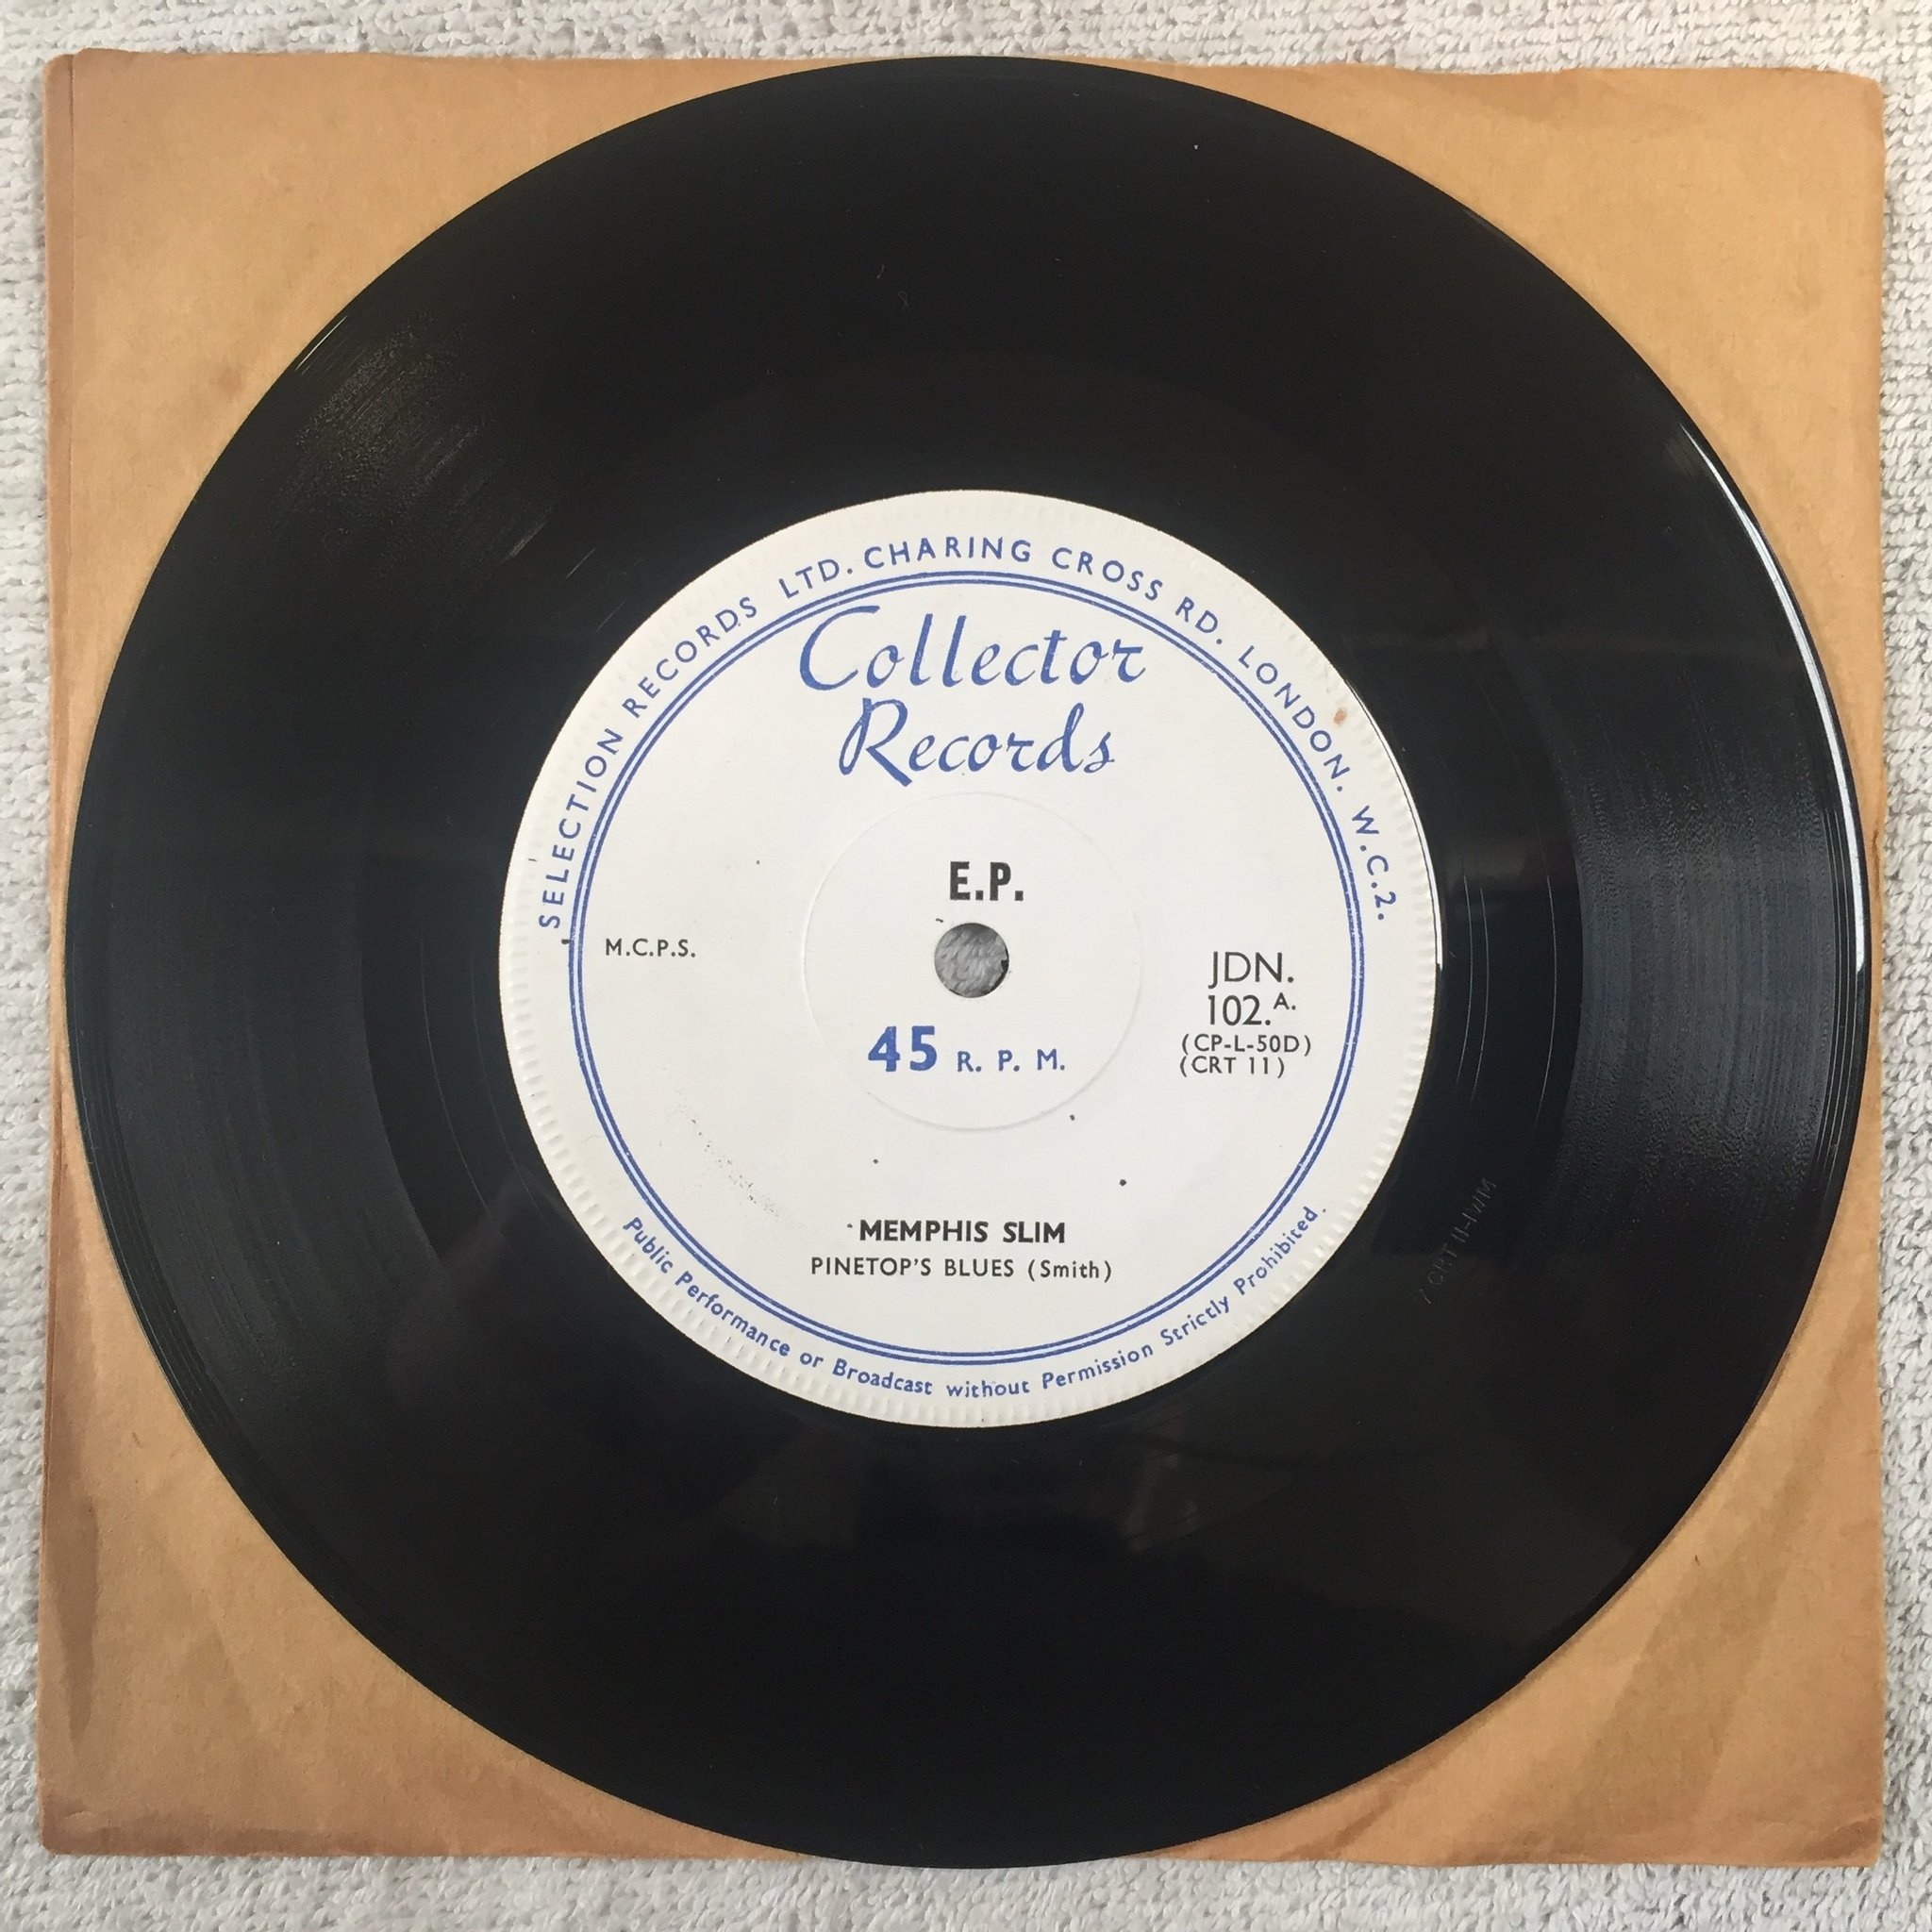 SELECTION RECORDS LTD. CHARING CROSS RD. LONDON. W.C.2.
Collector
Records
E.P.
M.C.P.S.
JDN.
102.A.
(CP-L-50D)
(CRT 11)
45 R. P. M.
MEMPHIS SLIM
PINETOP'S BLUES (Smith)
Public Performance or Broadcast without Permission Strictly Prohibited.